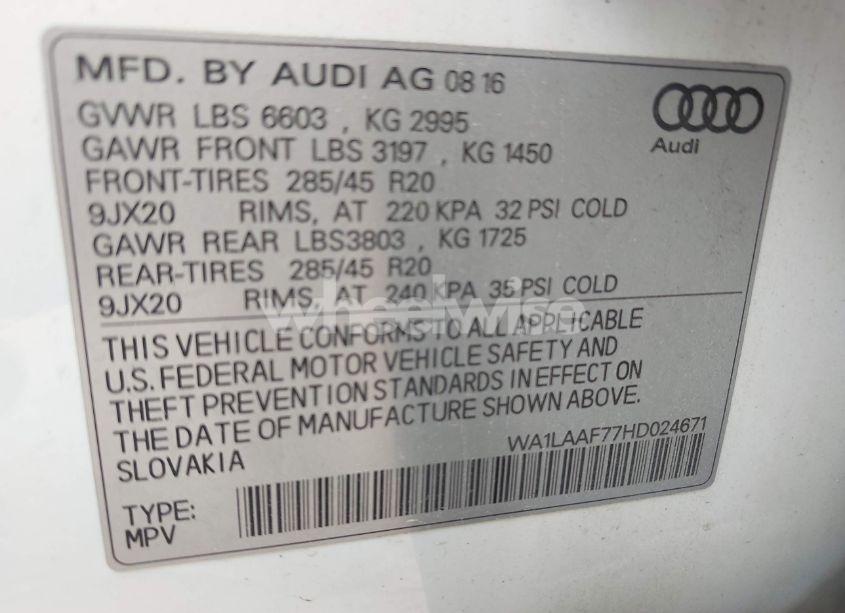 MFD. BY AUDI AG 08 16
GVWR LBS 6603 , KG 2995
GAWR FRONT LBS 3197 , KG 1450
FRONT-TIRES 285/45 R20
9JX20 RIMS, AT 220 KPA 32 PSI COLD
GAWR REAR LBS3803 , KG 1725
REAR-TIRES 285/45 R20
9JX20 RIMS, AT 240 KPA 35 PSI COLD
Audi
wheelwise
THIS VEHICLE CONFORMS TO ALL APPLICABLE
U.S. FEDERAL MOTOR VEHICLE SAFETY AND
THEFT PREVENTION STANDARDS IN EFFECT ON
THE DATE OF MANUFACTURE SHOWN ABOVE.
SLOVAKIA
WA1LAAF77HD024671
TYPE:
MPV